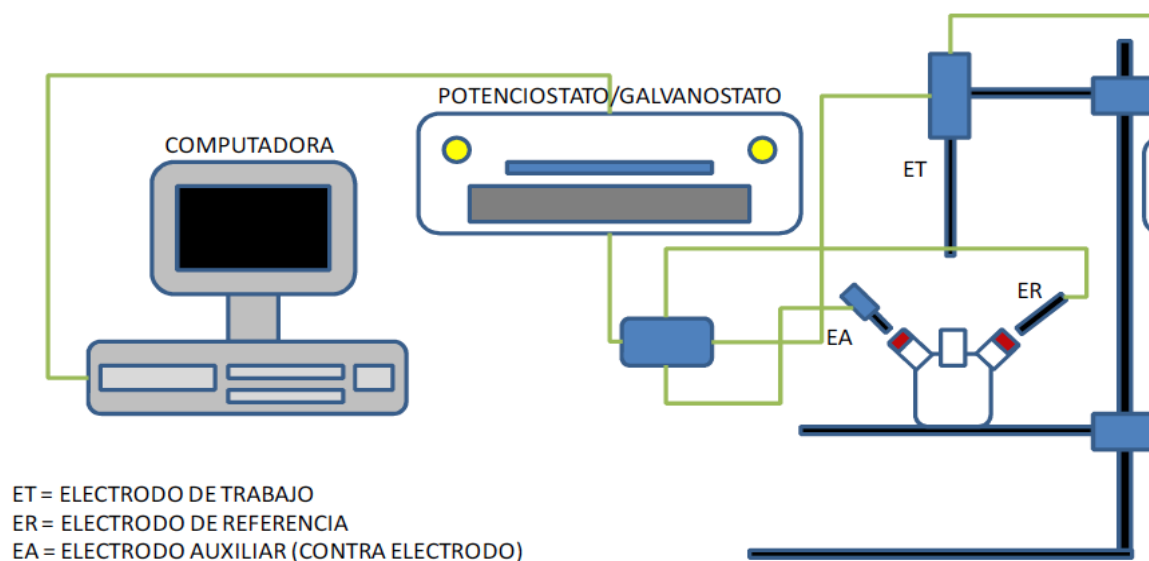 POTENCIOSTATO/GALVANOSTATO
COMPUTADORA
ET
ER
EA
ET = ELECTRODO DE TRABAJO
ER = ELECTRODO DE REFERENCIA
EA = ELECTRODO AUXILIAR (CONTRA ELECTRODO)